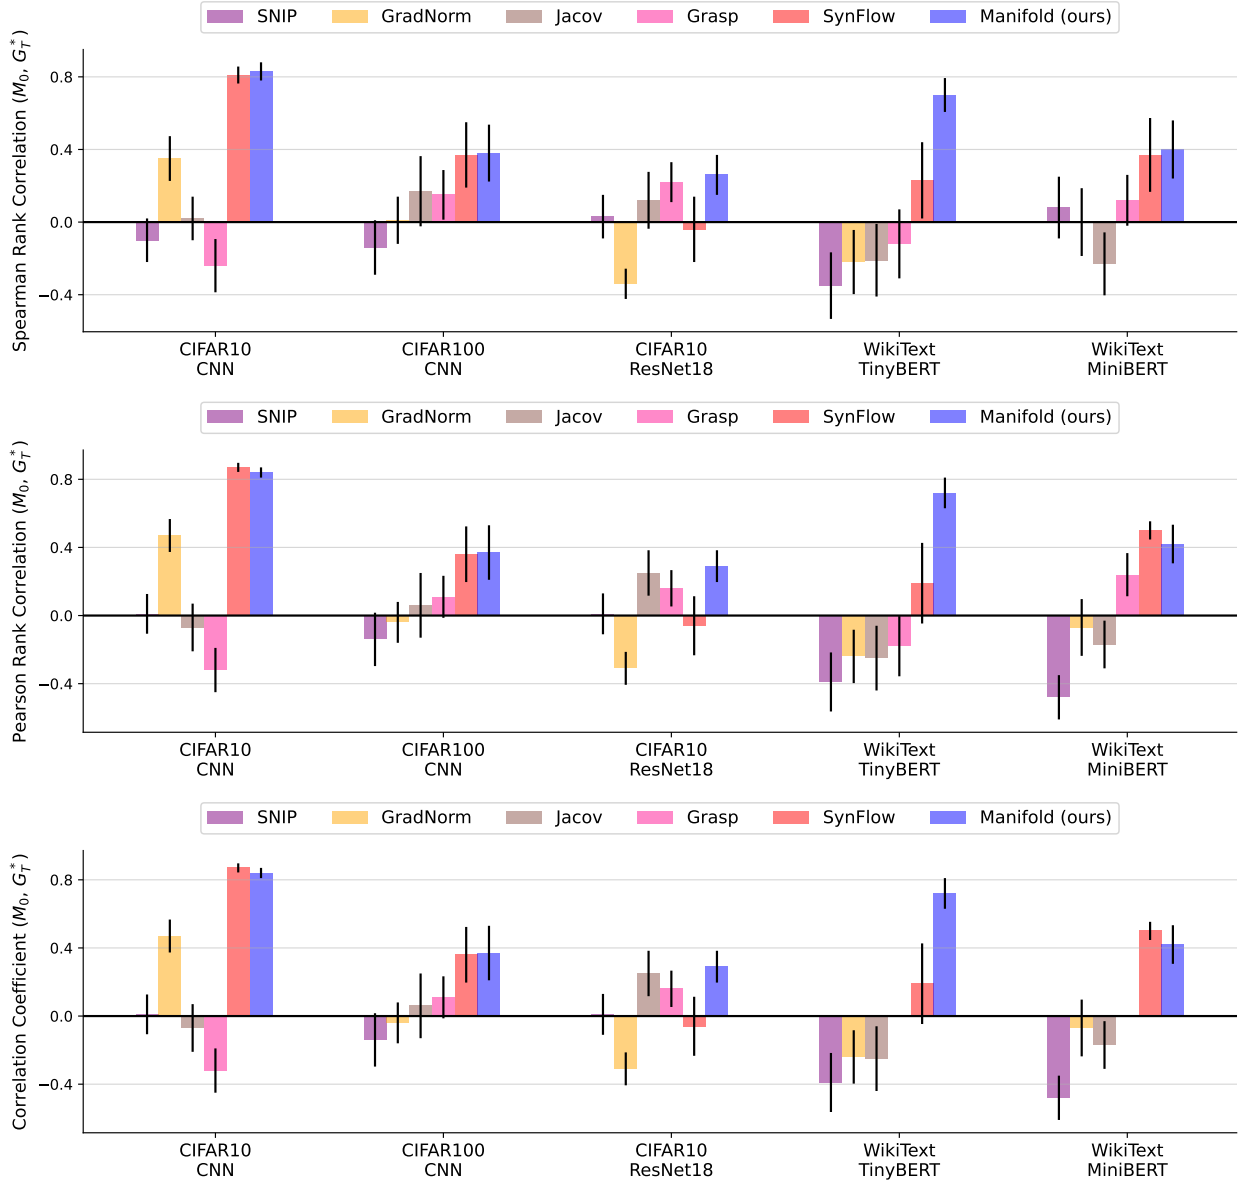 SNIP GradNorm Jacov Grasp SynFlow Manifold (ours)
Spearman Rank Correlation (M₀, G*_T)
0.8
0.4
0.0
−0.4
CIFAR10 CIFAR100 CIFAR10 WikiText WikiText
CNN CNN ResNet18 TinyBERT MiniBERT
SNIP GradNorm Jacov Grasp SynFlow Manifold (ours)
Pearson Rank Correlation (M₀, G*_T)
0.8
0.4
0.0
−0.4
CIFAR10 CIFAR100 CIFAR10 WikiText WikiText
CNN CNN ResNet18 TinyBERT MiniBERT
SNIP GradNorm Jacov Grasp SynFlow Manifold (ours)
Correlation Coefficient (M₀, G*_T)
0.8
0.4
0.0
−0.4
CIFAR10 CIFAR100 CIFAR10 WikiText WikiText
CNN CNN ResNet18 TinyBERT MiniBERT